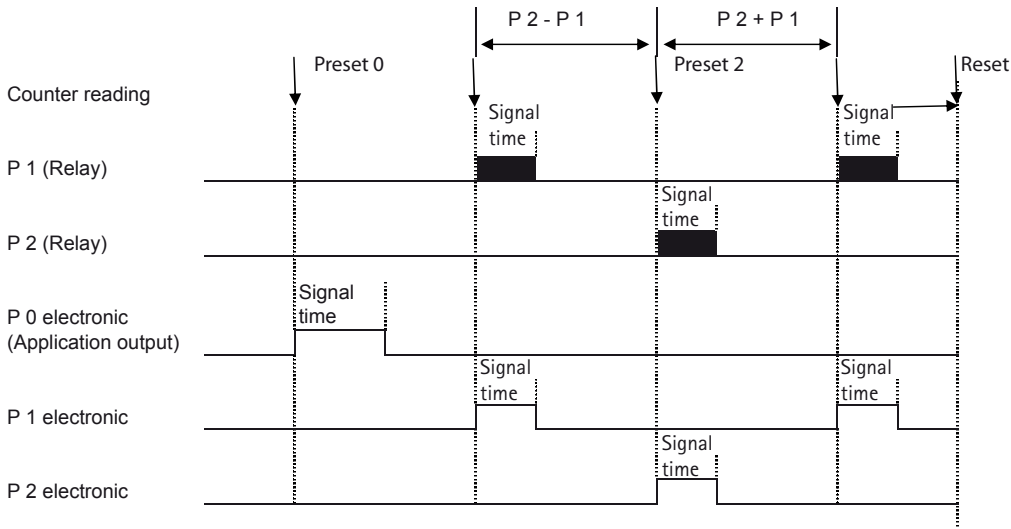 P 2 - P 1
P 2 + P 1
Preset 0
Preset 2
Reset
Counter reading
Signal
time
Signal
time
P 1 (Relay)
Signal
time
P 2 (Relay)
Signal
time
P 0 electronic
(Application output)
Signal
time
Signal
time
P 1 electronic
Signal
time
P 2 electronic